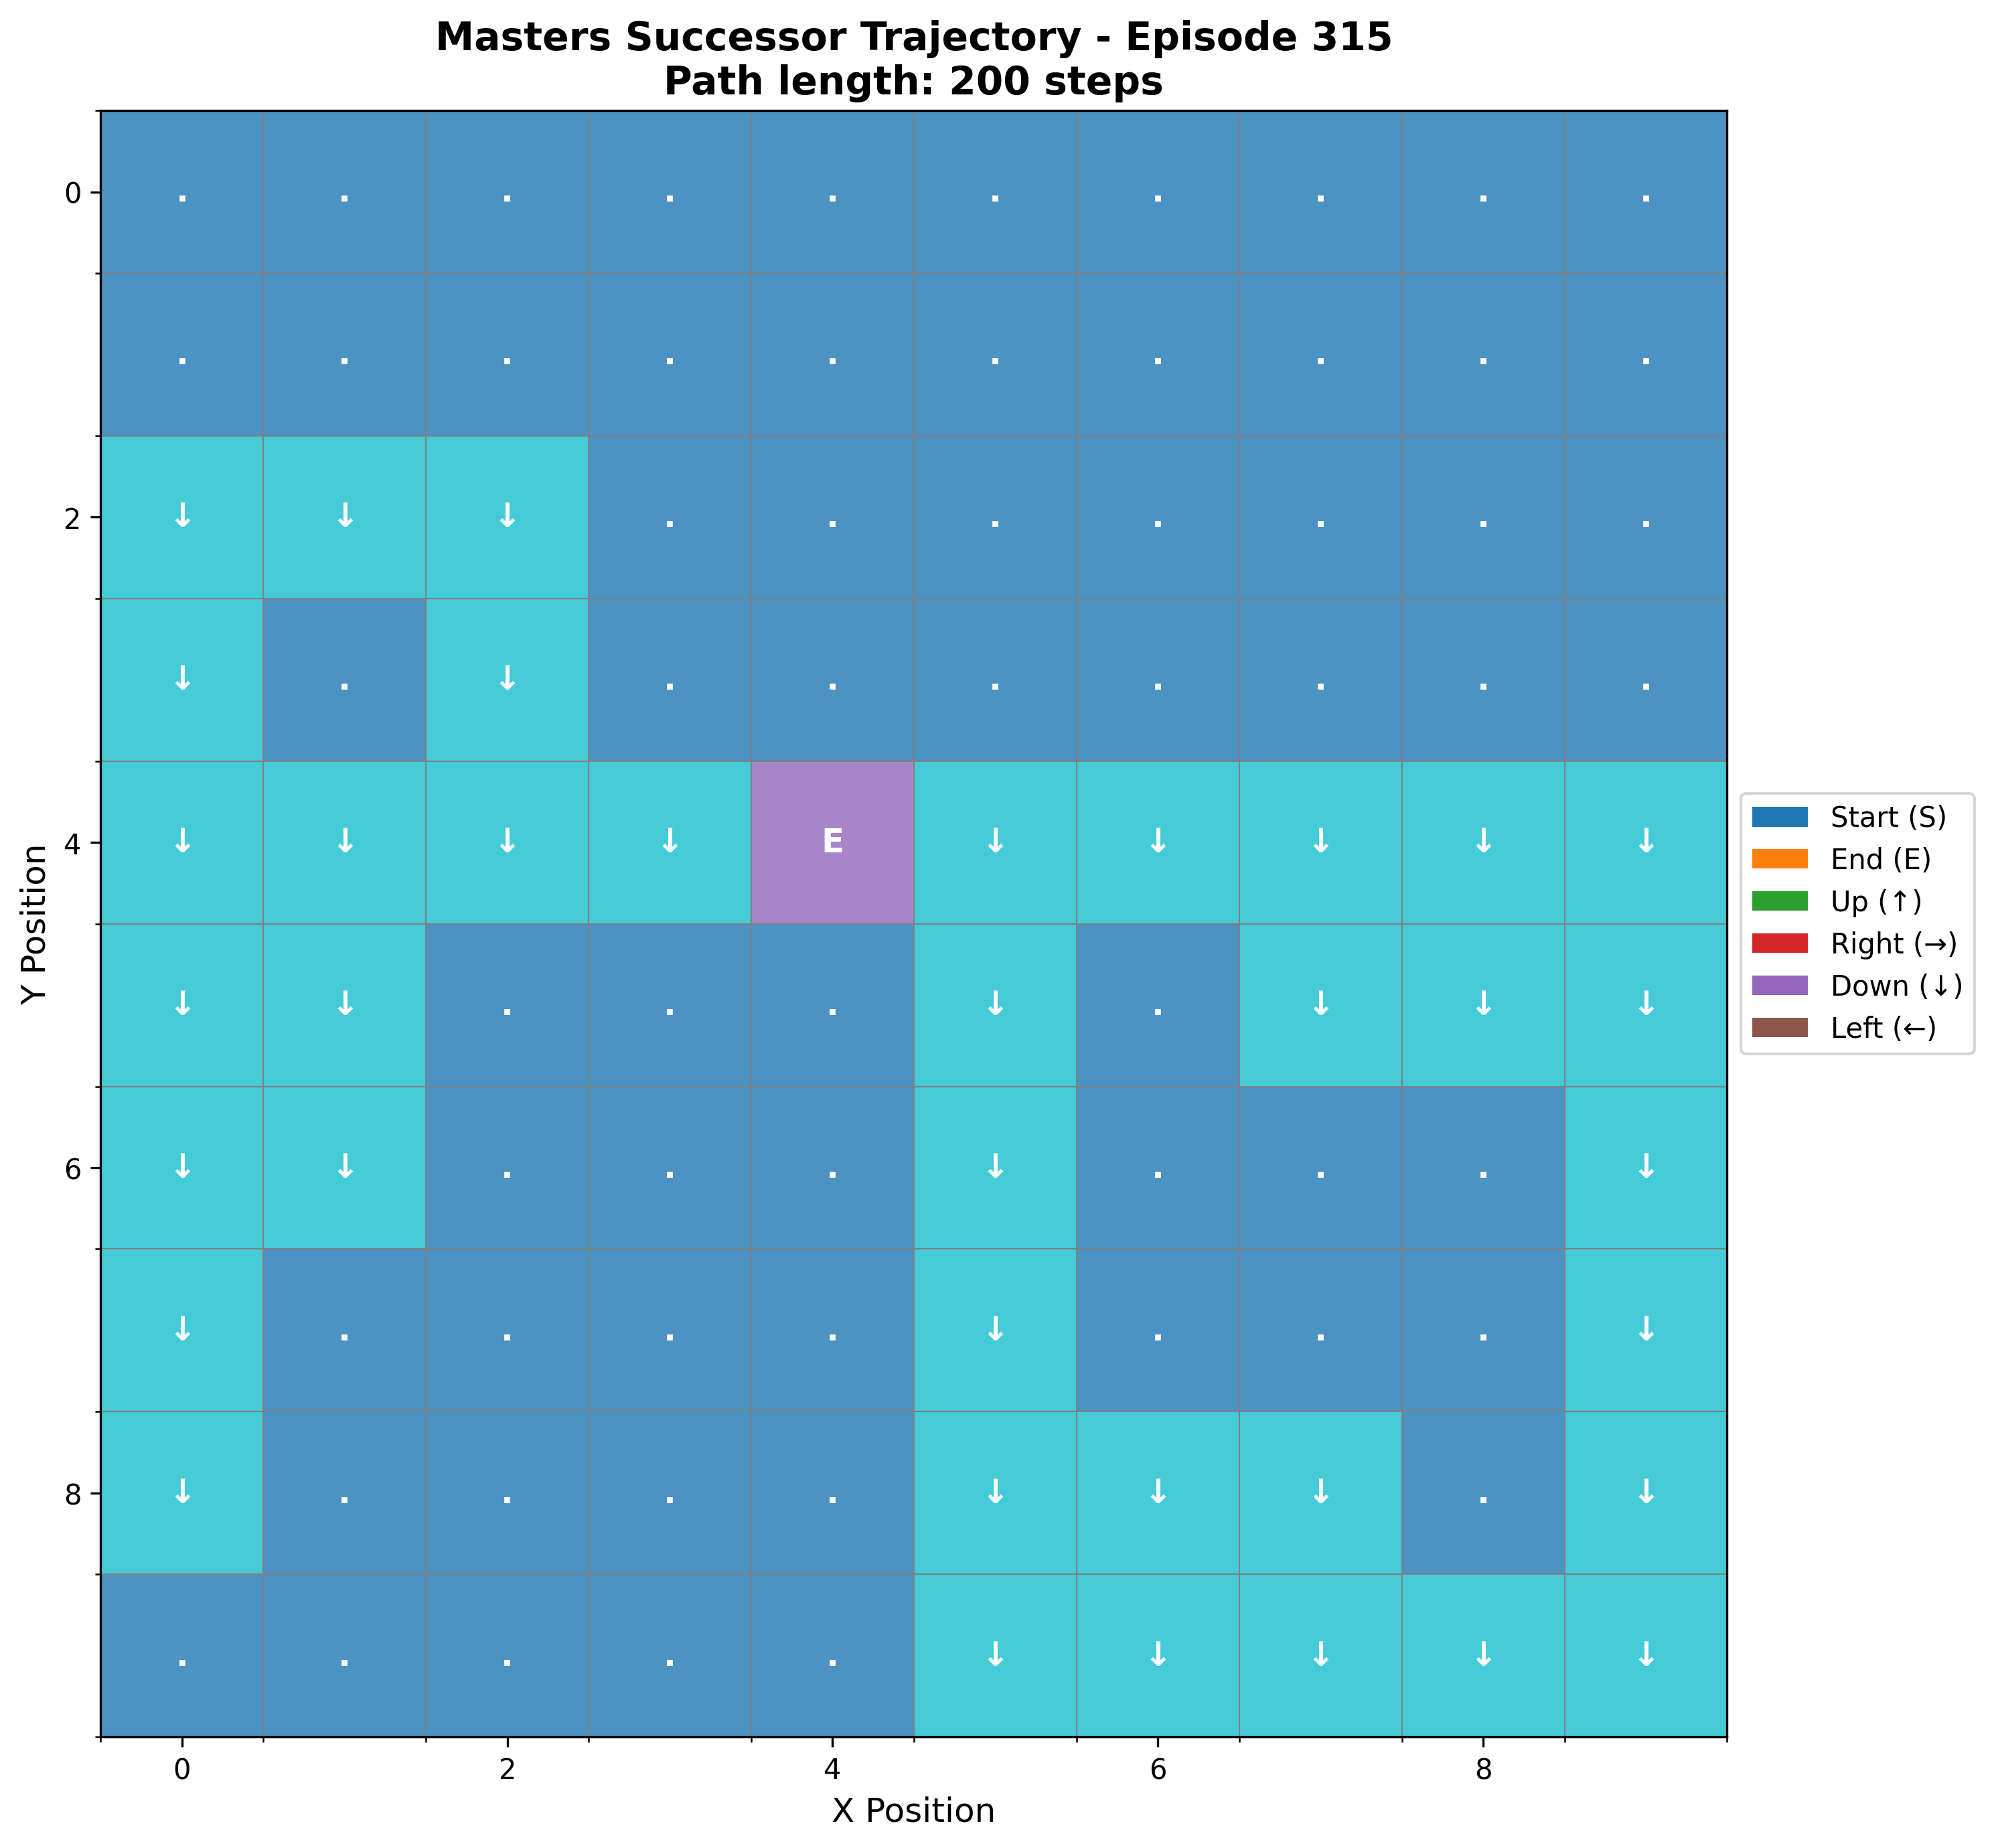 Masters Successor Trajectory - Episode 315
Path length: 200 steps
0 . . . . . . . . . .
. . . . . . . . . .
2 ↓ ↓ ↓ . . . . . . .
↓ . ↓ . . . . . . .
4 ↓ ↓ ↓ ↓ E ↓ ↓ ↓ ↓ ↓
↓ ↓ . . . ↓ . ↓ ↓ ↓
6 ↓ ↓ . . . ↓ . . . ↓
↓ . . . . ↓ . . . ↓
8 ↓ . . . . ↓ ↓ ↓ . ↓
. . . . . ↓ ↓ ↓ ↓ ↓
0 2 4 6 8
X Position
Y Position
Start (S)
End (E)
Up (↑)
Right (→)
Down (↓)
Left (←)